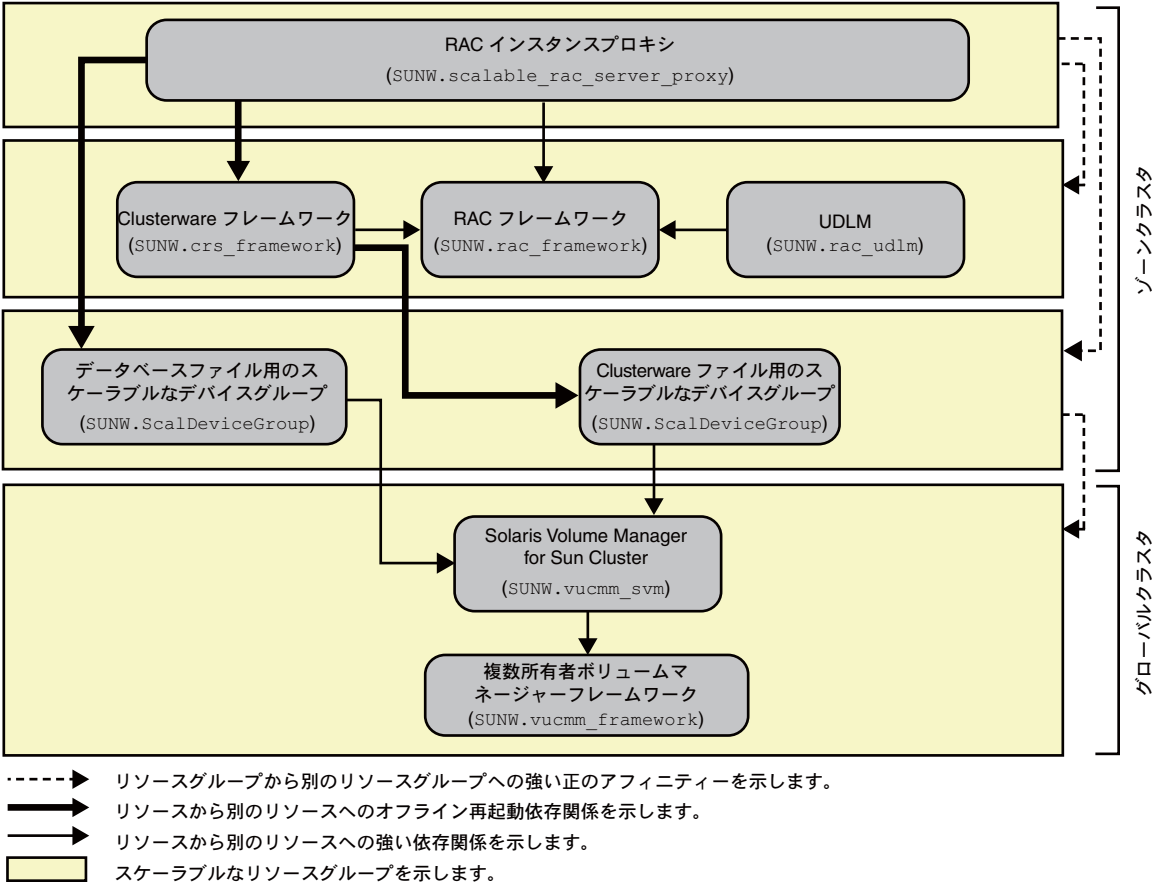 RAC インスタンスプロキシ
(SUNW.scalable_rac_server_proxy)
Clusterware フレームワーク
(SUNW.crs_framework)
RAC フレームワーク
(SUNW.rac_framework)
UDLM
(SUNW.rac_udlm)
ゾーンクラスタ
データベースファイル用のス
ケーラブルなデバイスグループ
(SUNW.ScalDeviceGroup)
Clusterware ファイル用のス
ケーラブルなデバイスグループ
(SUNW.ScalDeviceGroup)
Solaris Volume Manager
for Sun Cluster
(SUNW.vucmm_svm)
複数所有者ボリュームマ
ネージャーフレームワーク
(SUNW.vucmm_framework)
グローバルクラスタ
リソースグループから別のリソースグループへの強い正のアフィニティーを示します。
リソースから別のリソースへのオフライン再起動依存関係を示します。
リソースから別のリソースへの強い依存関係を示します。
スケーラブルなリソースグループを示します。